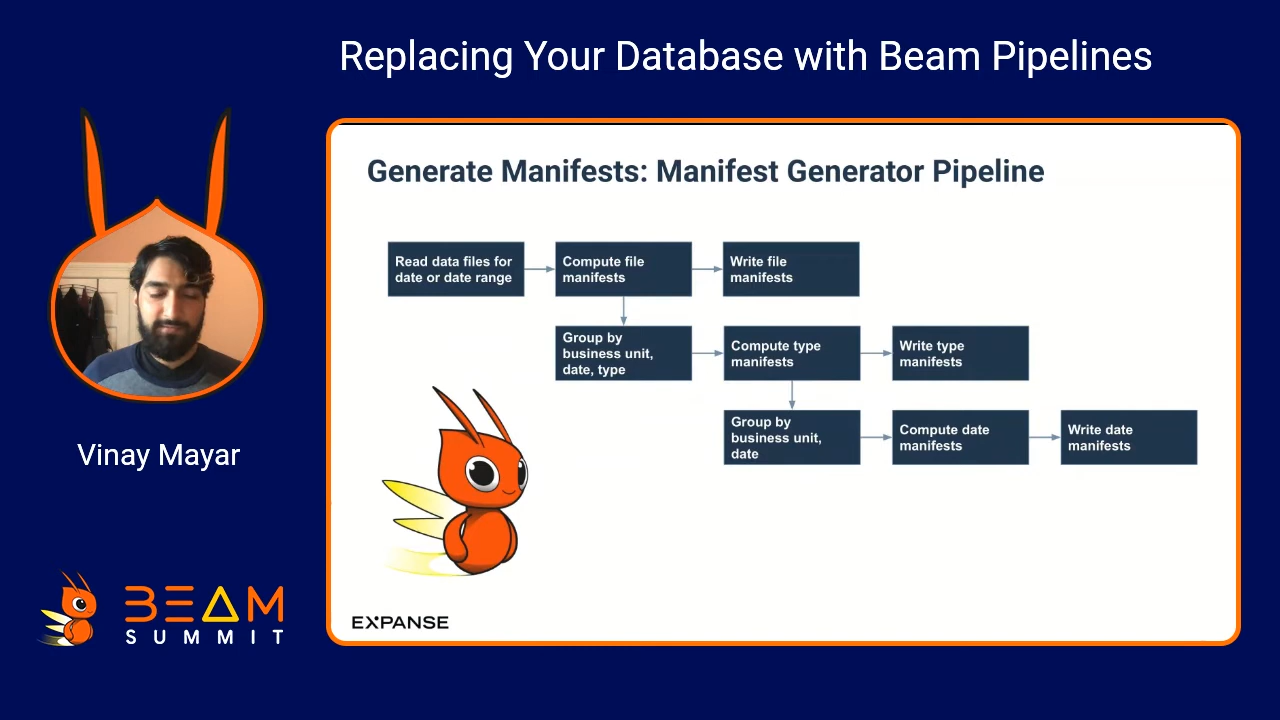 Replacing Your Database with Beam Pipelines
Generate Manifests: Manifest Generator Pipeline
Read data files for
date or date range
Compute file
manifests
Write file
manifests
Group by
business unit,
date, type
Compute type
manifests
Write type
manifests
Group by
business unit,
date
Compute date
manifests
Write date
manifests
Vinay Mayar
BEAM
SUMMIT
EXPANSE